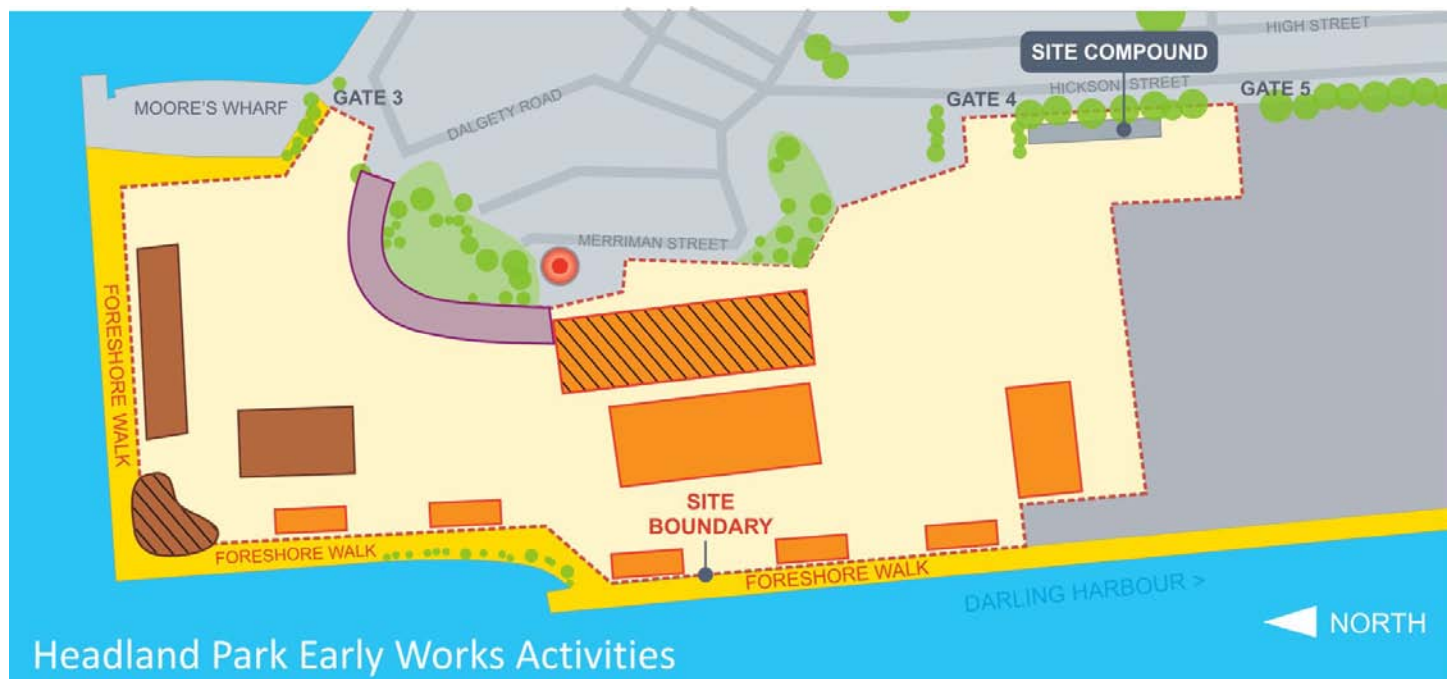 HIGH STREET
SITE COMPOUND
HICKSON STREET
GATE 3
GATE 4
GATE 5
MOORE'S WHARF
DALGETY ROAD
MERRIMAN STREET
FORESHORE WALK
SITE
BOUNDARY
FORESHORE WALK
FORESHORE WALK
DARLING HARBOUR >
NORTH
Headland Park Early Works Activities